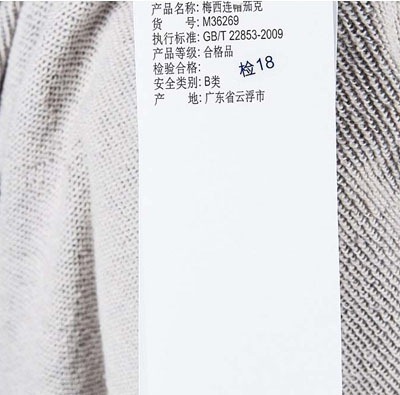 产品名称: 梅西连帽茄克
货 号: M36269
执行标准: GB/T 22853-2009
产品等级: 合格品
检验合格: 检18
安全类别: B类
产 地: 广东省云浮市